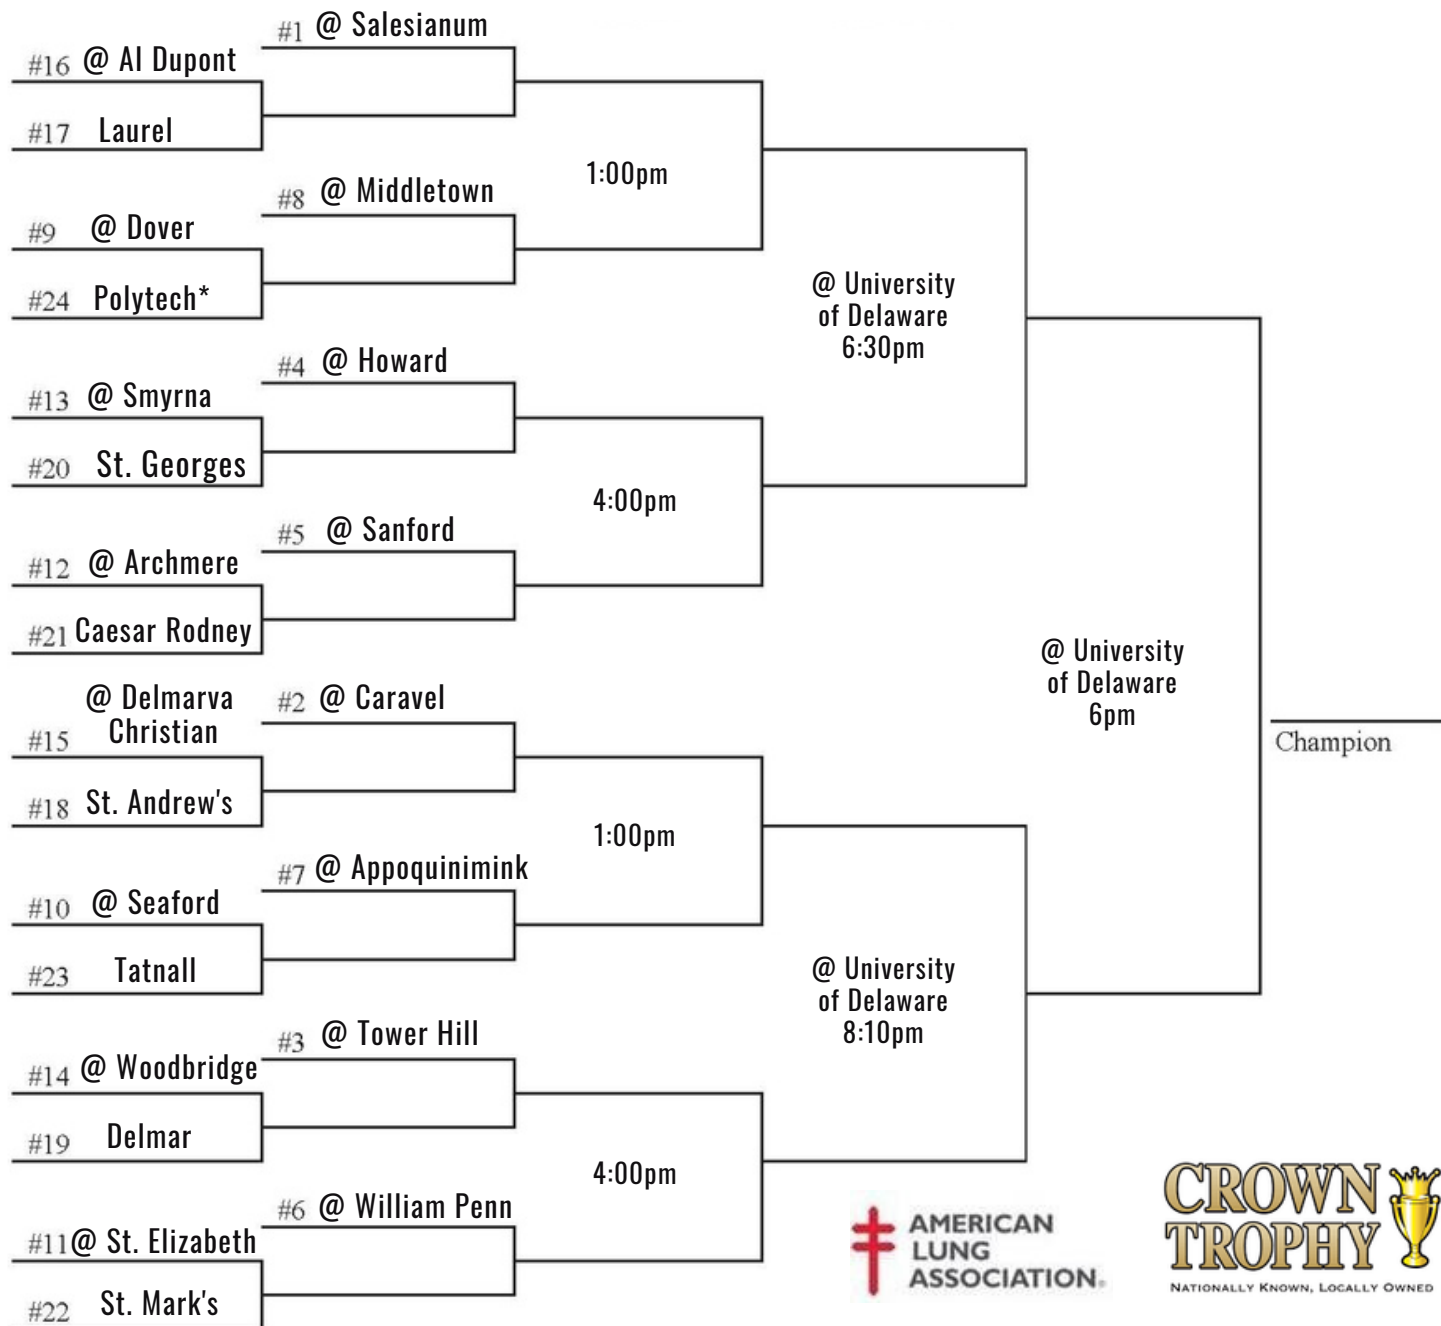 #1 @ Salesianum
#16 @ AI Dupont
#17 Laurel
1:00pm
#8 @ Middletown
#9 @ Dover
#24 Polytech*
@ University
of Delaware
6:30pm
#4 @ Howard
#13 @ Smyrna
#20 St. Georges
4:00pm
#5 @ Sanford
#12 @ Archmere
#21 Caesar Rodney
@ University
of Delaware
6pm
Champion
@ Delmarva
Christian
#15
#2 @ Caravel
#18 St. Andrew's
1:00pm
#7 @ Appoquinimink
#10 @ Seaford
#23 Tatnall
@ University
of Delaware
8:10pm
#3 @ Tower Hill
#14 @ Woodbridge
#19 Delmar
4:00pm
#6 @ William Penn
#11 @ St. Elizabeth
#22 St. Mark's
AMERICAN
LUNG
ASSOCIATION®
CROWN
TROPHY
NATIONALLY KNOWN, LOCALLY OWNED